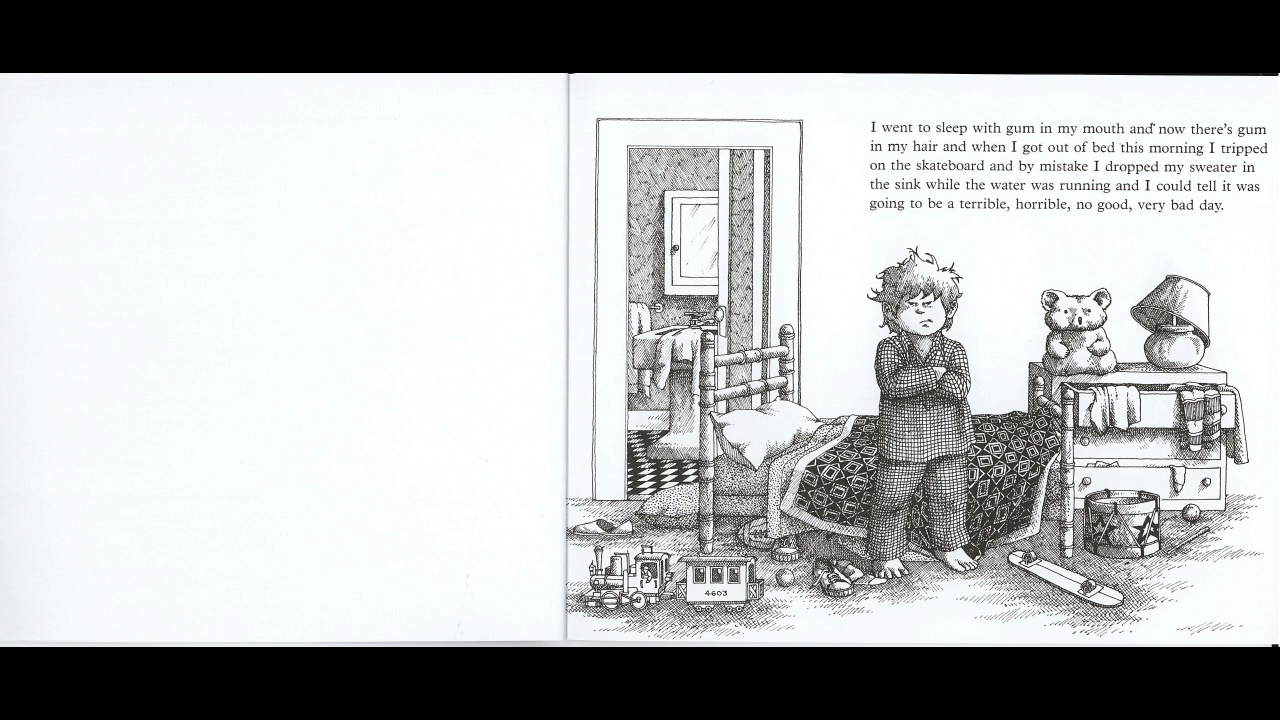 I went to sleep with gum in my mouth and now there's gum
in my hair and when I got out of bed this morning I tripped
on the skateboard and by mistake I dropped my sweater in
the sink while the water was running and I could tell it was
going to be a terrible, horrible, no good, very bad day.
4603